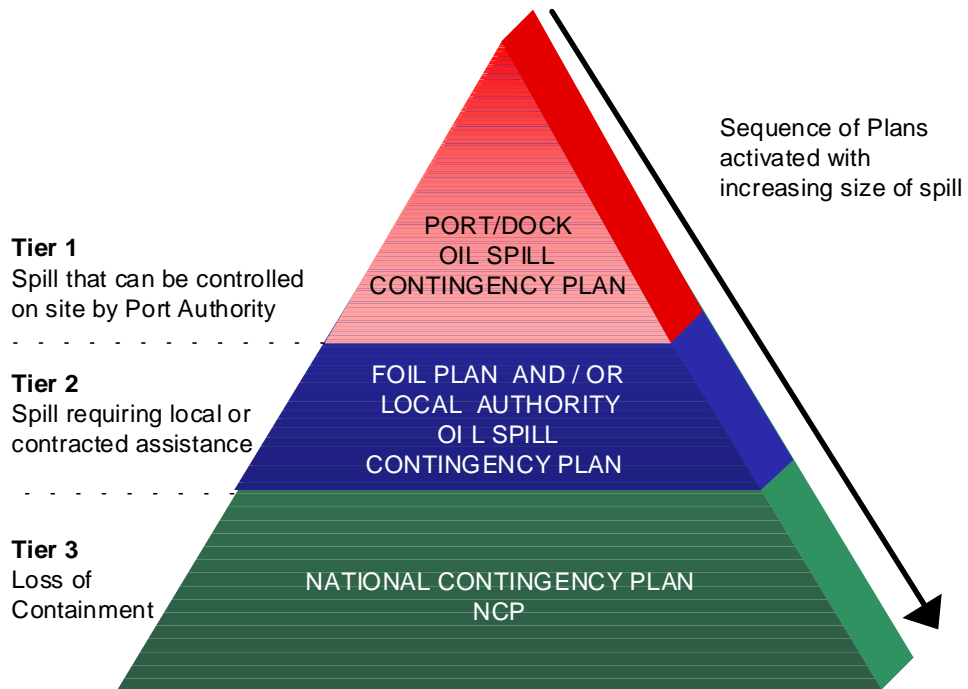 Sequence of Plans
activated with
increasing size of spill
PORT/DOCK
OIL SPILL
CONTINGENCY PLAN
Tier 1
Spill that can be controlled
on site by Port Authority
FOIL PLAN AND / OR
LOCAL AUTHORITY
OI L SPILL
CONTINGENCY PLAN
Tier 2
Spill requiring local or
contracted assistance
Tier 3
Loss of
Containment
NATIONAL CONTINGENCY PLAN
NCP